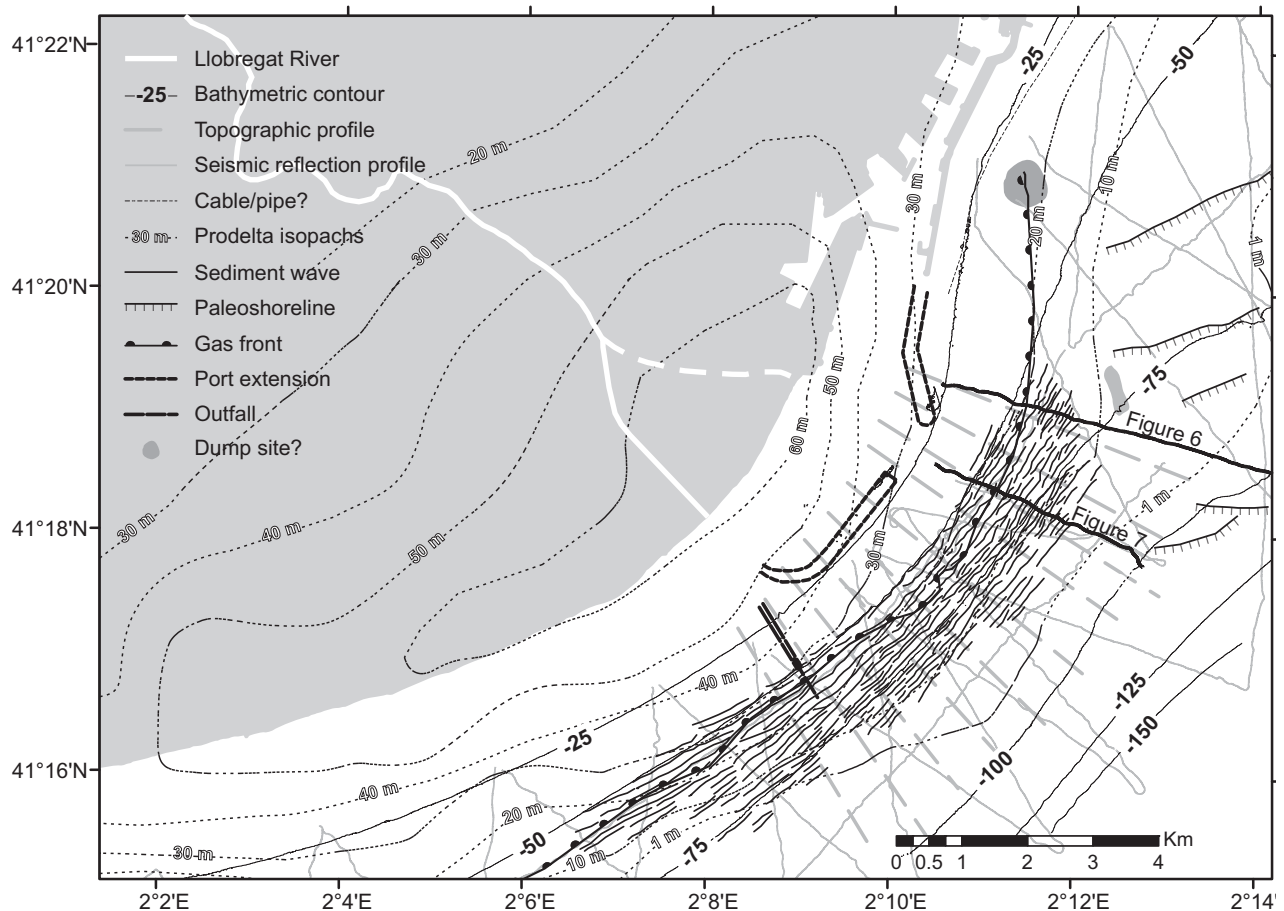 41°22'N
41°20'N
41°18'N
41°16'N
Llobregat River
-25 Bathymetric contour
Topographic profile
Seismic reflection profile
Cable/pipe?
30 m Prodelta isopachs
Sediment wave
Paleoshoreline
Gas front
Port extension
Outfall
Dump site?
20 m
30 m
30 m
40 m
50 m
30 m
50 m
60 m
30 m
40 m
40 m
30 m
20 m
10 m
1 m
20 m
10 m
1 m
1 m
-25
-50
-75
-25
-50
-75
-100
-125
-150
Figure 6
Figure 7
0 0.5 1 2 3 4 Km
2°2'E 2°4'E 2°6'E 2°8'E 2°10'E 2°12'E 2°14'